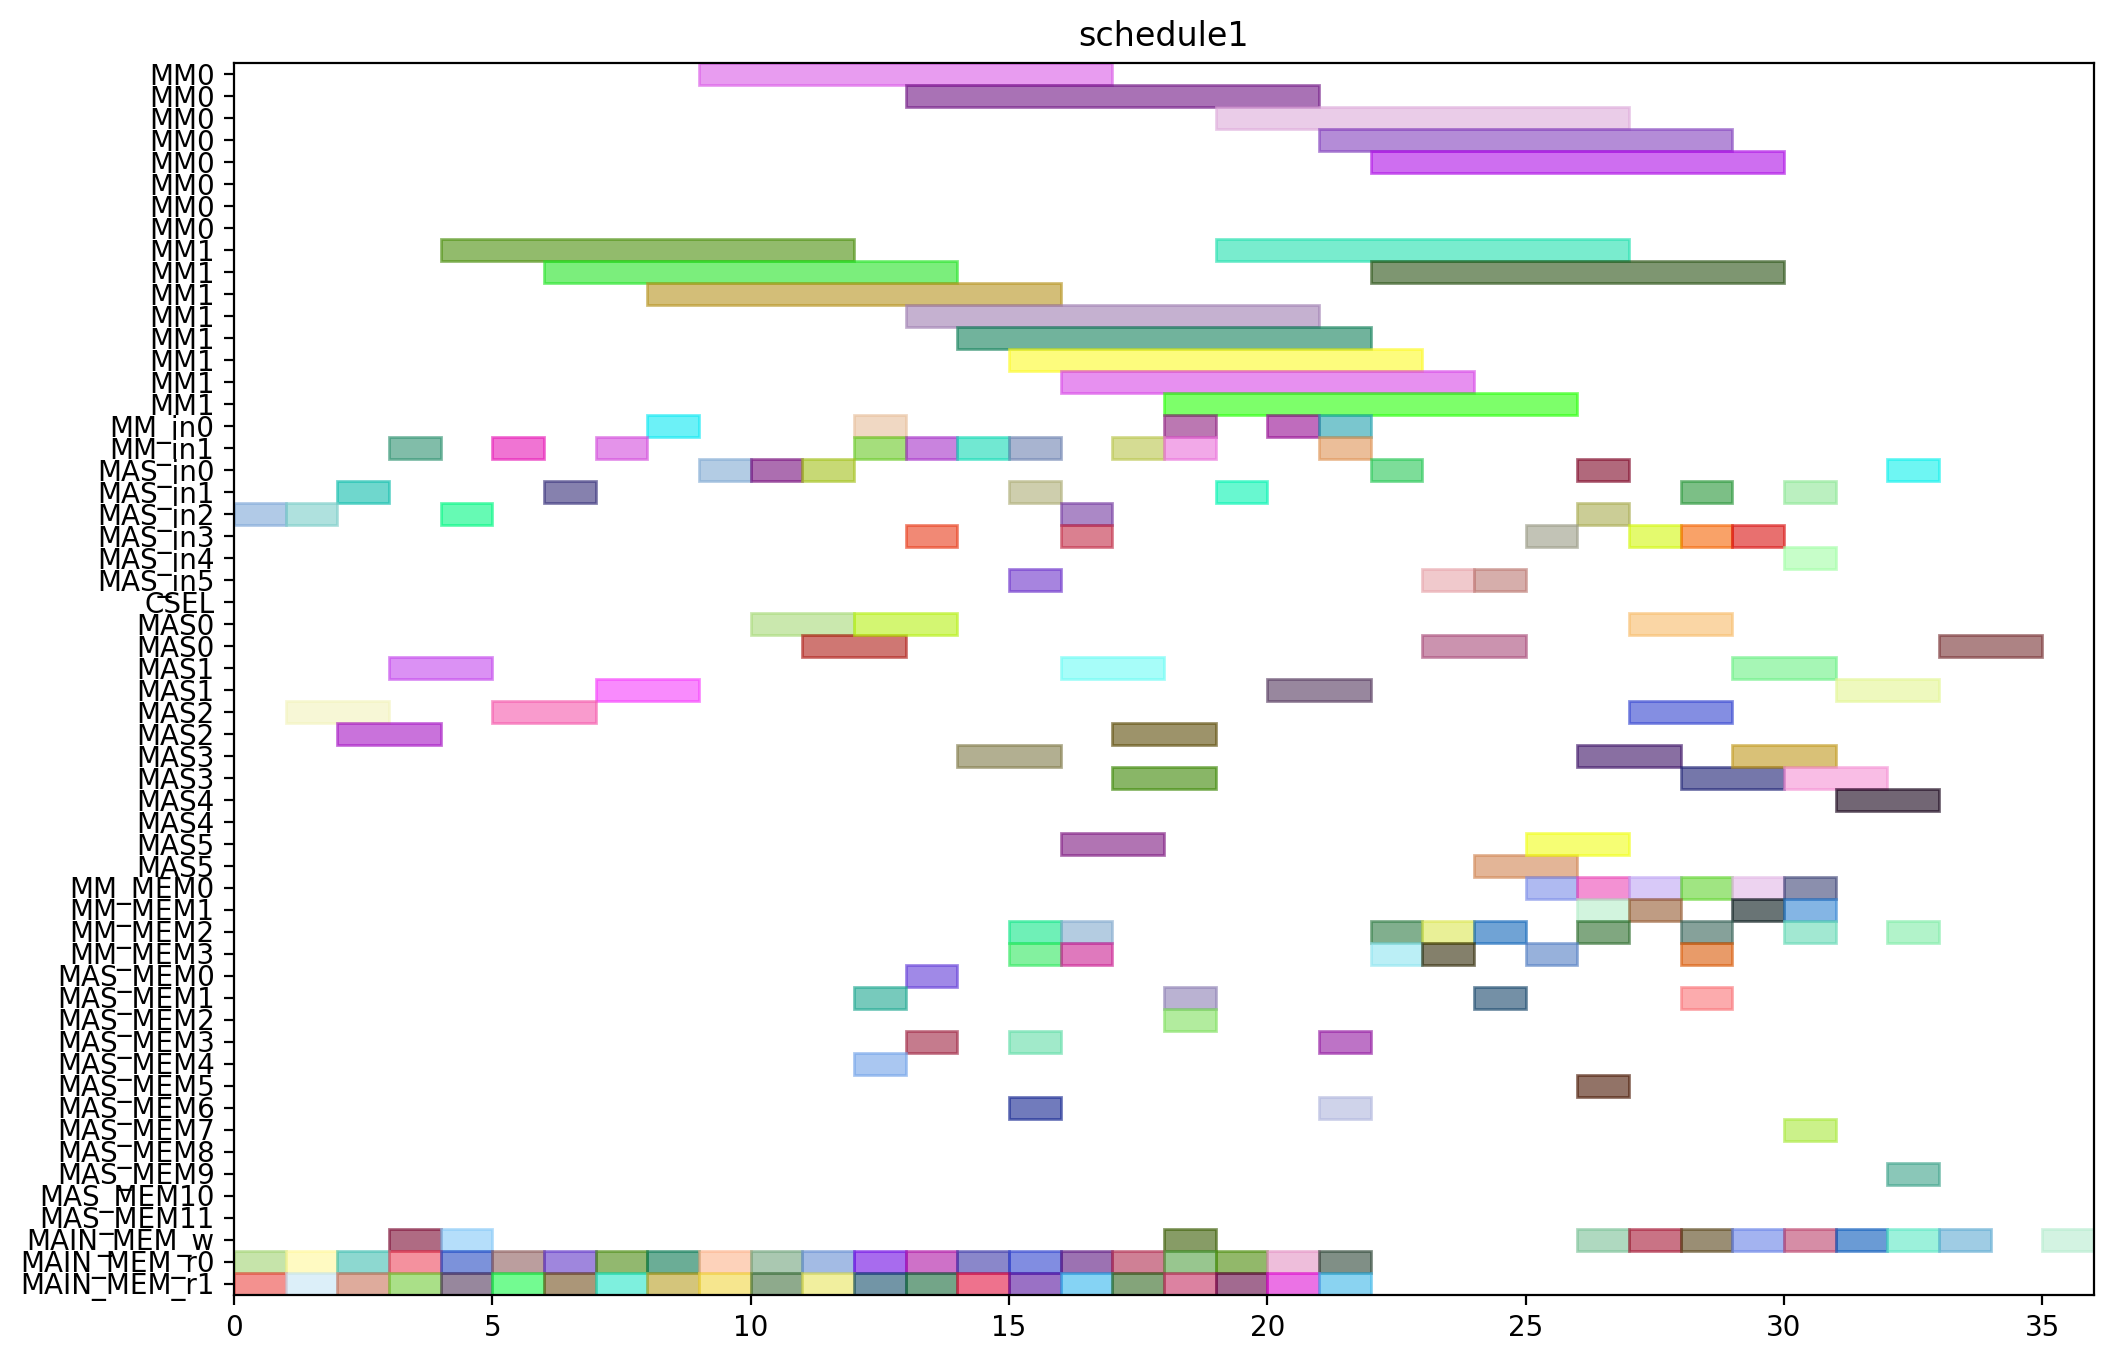 schedule1
MM0
MM0
MM0
MM0
MM0
MM0
MM0
MM0
MM1
MM1
MM1
MM1
MM1
MM1
MM1
MM1
MM_in0
MM_in1
MAS_in0
MAS_in1
MAS_in2
MAS_in3
MAS_in4
MAS_in5
CSEL
MAS0
MAS0
MAS1
MAS1
MAS2
MAS2
MAS3
MAS3
MAS4
MAS4
MAS5
MAS5
MM_MEM0
MM_MEM1
MM_MEM2
MM_MEM3
MAS_MEM0
MAS_MEM1
MAS_MEM2
MAS_MEM3
MAS_MEM4
MAS_MEM5
MAS_MEM6
MAS_MEM7
MAS_MEM8
MAS_MEM9
MAS_MEM10
MAS_MEM11
MAIN_MEM_w
MAIN_MEM_r0
MAIN_MEM_r1
0 5 10 15 20 25 30 35